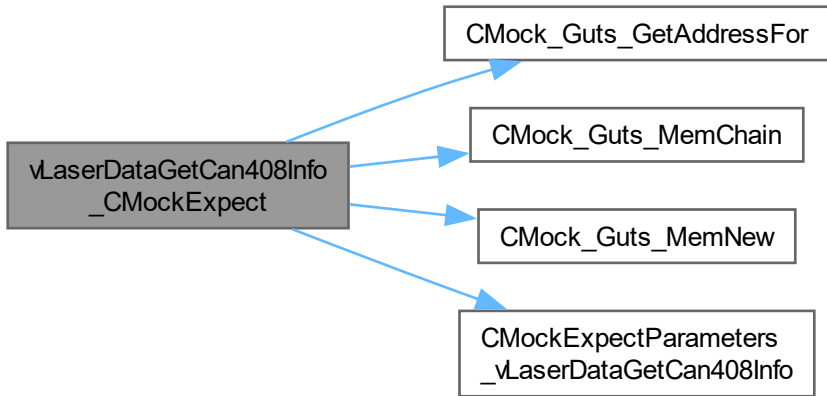 CMock_Guts_GetAddressFor
CMock_Guts_MemChain
vLaserDataGetCan408Info
_CMockExpect
CMock_Guts_MemNew
CMockExpectParameters
_vLaserDataGetCan408Info